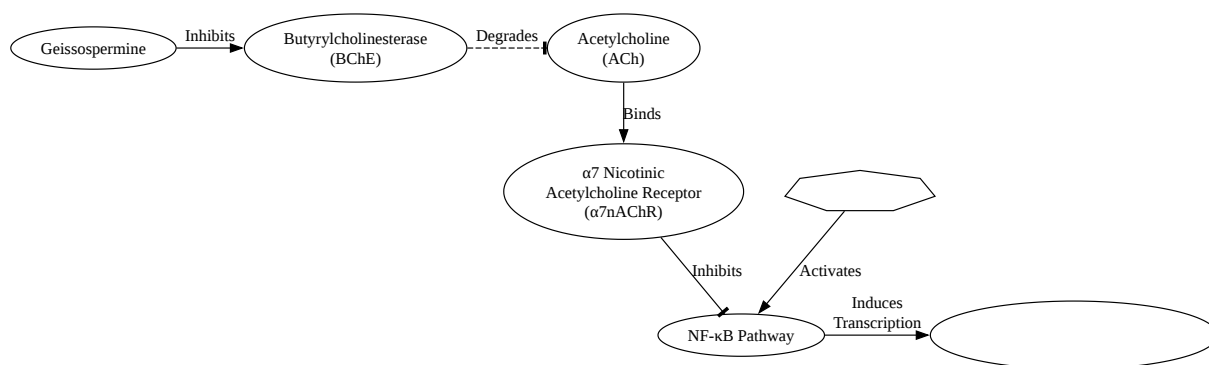 Geissospermine
Inhibits
Butyrylcholinesterase
(BChE)
Degrades
Acetylcholine
(ACh)
Binds
α7 Nicotinic
Acetylcholine Receptor
(α7nAChR)
Inhibits
Activates
NF-κB Pathway
Induces
Transcription